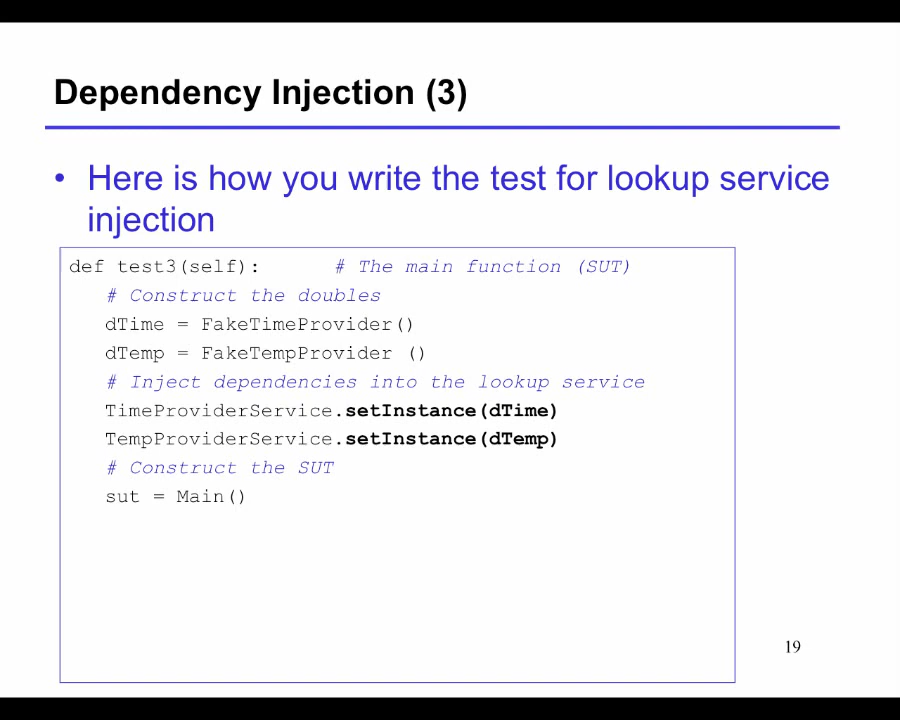 Dependency Injection (3)
• Here is how you write the test for lookup service
injection
def test3(self): # The main function (SUT)
# Construct the doubles
dTime = FakeTimeProvider()
dTemp = FakeTempProvider ()
# Inject dependencies into the lookup service
TimeProviderService.setInstance(dTime)
TempProviderService.setInstance(dTemp)
# Construct the SUT
sut = Main()
19